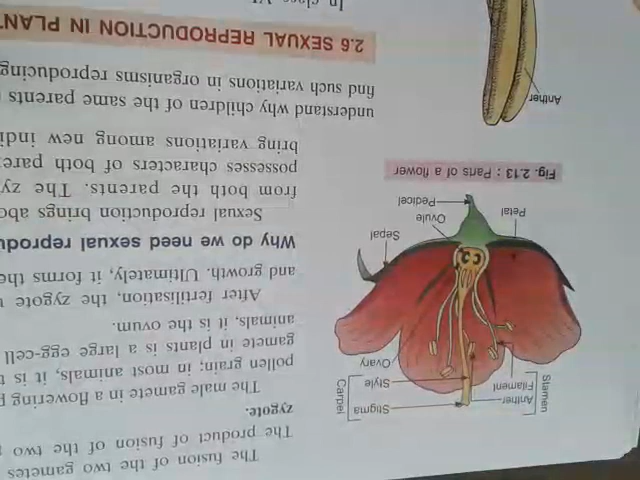 The fusion of the two gametes
The product of fusion of the two
zygote.
The male gamete in a flowering
pollen grain; in most animals, it is
gamete in plants is a large egg-cell
animals, it is the ovum.
After fertilisation, the zygote
and growth. Ultimately, it forms the
Why do we need sexual reprodu
Sexual reproduction brings abo
from both the parents. The zy
possesses characters of both pare
bring variations among new indi
understand why children of the same parents
find such variations in organisms reproducing
2.6 SEXUAL REPRODUCTION IN PLANT
In class VI
Stamen
Anther
Filament
Stigma
Style
Ovary
Carpel
Sepal
Petal
Ovule
Pedicel
Fig. 2.13 : Parts of a flower
Anther